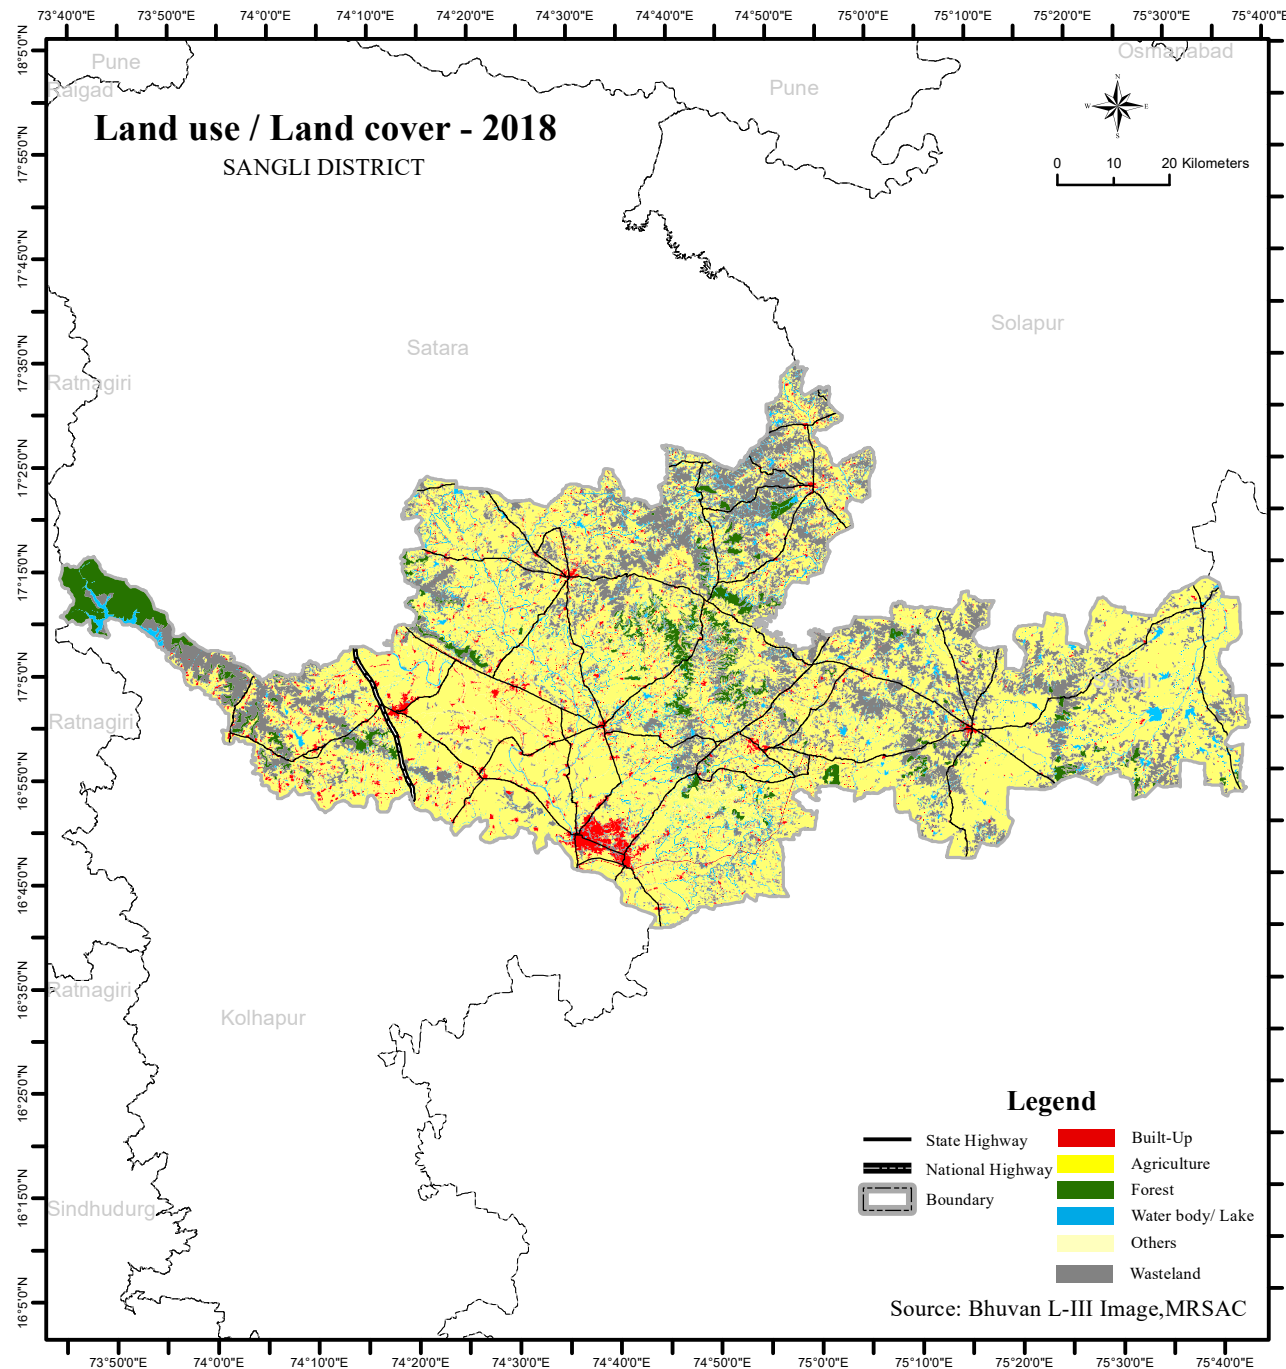 73°40'0"E 73°50'0"E 74°0'0"E 74°10'0"E 74°20'0"E 74°30'0"E 74°40'0"E 74°50'0"E 75°0'0"E 75°10'0"E 75°20'0"E 75°30'0"E 75°40'0"E
Pune
Osmanabad
Raigad
Pune
Land use / Land cover - 2018
SANGLI DISTRICT
N
W E
S
0 10 20 Kilometers
Solapur
Satara
Ratnagiri
Ratnagiri
Ratnagiri
Kolhapur
Sindhudurg
18°5'0"N
17°55'0"N
17°45'0"N
17°35'0"N
17°25'0"N
17°15'0"N
17°5'0"N
16°55'0"N
16°45'0"N
16°35'0"N
16°25'0"N
16°15'0"N
16°5'0"N
Legend
State Highway
National Highway
Boundary
Built-Up
Agriculture
Forest
Water body/ Lake
Others
Wasteland
Source: Bhuvan L-III Image,MRSAC
73°50'0"E 74°0'0"E 74°10'0"E 74°20'0"E 74°30'0"E 74°40'0"E 74°50'0"E 75°0'0"E 75°10'0"E 75°20'0"E 75°30'0"E